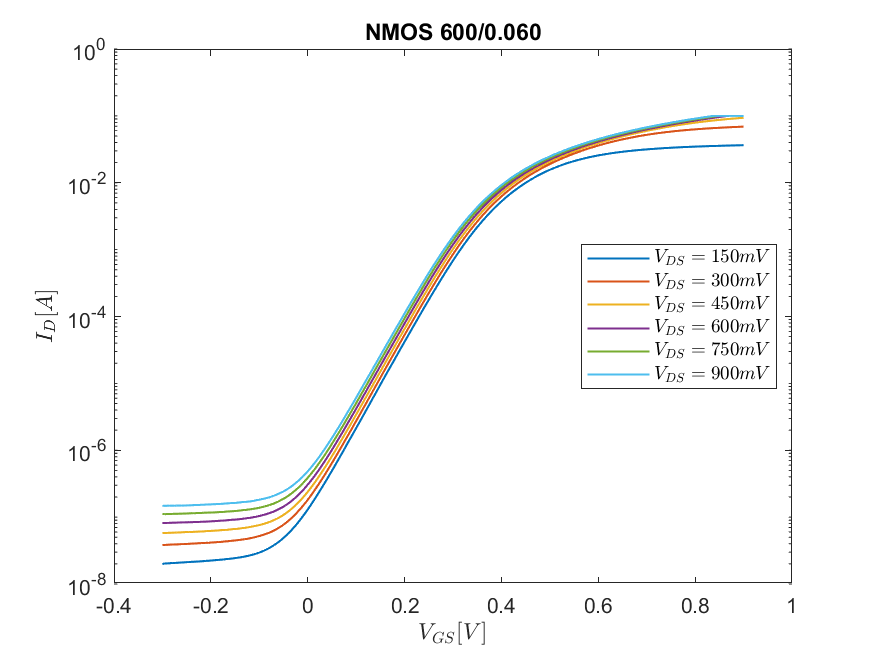 NMOS 600/0.060
10^0
10^-2
10^-4
10^-6
10^-8
I_D[A]
V_DS = 150mV
V_DS = 300mV
V_DS = 450mV
V_DS = 600mV
V_DS = 750mV
V_DS = 900mV
-0.4 -0.2 0 0.2 0.4 0.6 0.8 1
V_GS[V]